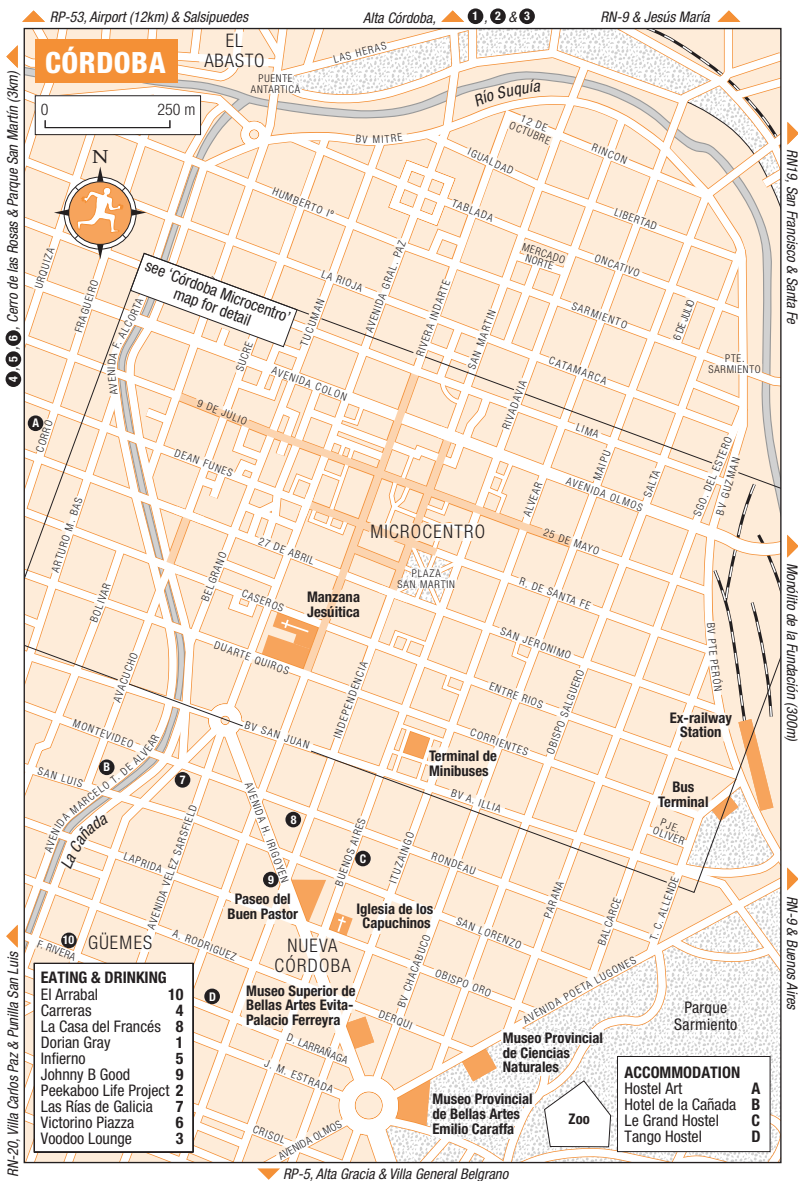 RP-53, Airport (12km) & Salsipuedes
Alta Córdoba, 1, 2 & 3
RN-9 & Jesús María
4, 5, 6, Cerro de las Rosas & Parque San Martín (3km)
CÓRDOBA
0 250 m
N
EL
ABASTO
LAS HERAS
PUENTE
ANTARTICA
Río Suquía
BV MITRE
12 DE
OCTUBRE
RINCON
IGUALDAD
HUMBERTO Iº
TABLADA
LIBERTAD
MERCADO
NORTE
ONCATIVO
RN19, San Francisco & Santa Fe
URQUIZA
FRAGUEIRO
see 'Córdoba Microcentro'
map for detail
LA RIOJA
TUCUMAN
AVENIDA GRAL. PAZ
RIVERA INDARTE
SAN MARTIN
SARMIENTO
6 DE JULIO
AVENIDA F. ALCORTA
SUCRE
CATAMARCA
PTE.
SARMIENTO
AVENIDA COLON
RIVADAVIA
9 DE JULIO
LIMA
A
CORRO
DEAN FUNES
MAIPU
SALTA
SGO. DEL ESTERO
BV GUZMAN
ALVEAR
AVENIDA OLMOS
ARTURO M. BAS
MICROCENTRO
25 DE MAYO
27 DE ABRIL
PLAZA
SAN MARTIN
BELGRANO
R. DE SANTA FE
Monólito de la Fundación (300m)
BOLIVAR
CASEROS
Manzana
Jesúitica
SAN JERONIMO
DUARTE QUIROS
BV PTE PERÓN
AVACUCHO
INDEPENDENCIA
ENTRE RIOS
OBISPO SALGUERO
Ex-railway
Station
BV SAN JUAN
CORRIENTES
MONTEVIDEO
Terminal de
Minibuses
SAN LUIS
B
AVENIDA MARCELO T. DE ALVEAR
7
AVENIDA H. IRIGOYEN
BV A. ILLIA
Bus
Terminal
PJE.
OLIVER
8
La Cañada
AVENIDA VELEZ SARSFIELD
BUENOS AIRES
C
ITUZAINGO
RONDEAU
LAPRIDA
9
PARANA
BALCARCE
T. C. ALLENDE
RN-9 & Buenos Aires
Paseo del
Buen Pastor
Iglesia de los
Capuchinos
SAN LORENZO
10
F. RIVERA
GÜEMES
A. RODRIGUEZ
NUEVA
CÓRDOBA
BV CHACABUCO
OBISPO ORO
AVENIDA POETA LUGONES
RN-20, Villa Carlos Paz & Punilla San Luis
D
Museo Superior de
Bellas Artes Evita-
Palacio Ferreyra
DERQUI
D. LARRAÑAGA
Parque
Sarmiento
Museo Provincial
de Ciencias
Naturales
J. M. ESTRADA
Museo Provincial
de Bellas Artes
Emilio Caraffa
CRISOL
AVENIDA OLMOS
Zoo
EATING & DRINKING
El Arrabal 10
Carreras 4
La Casa del Francés 8
Dorian Gray 1
Infierno 5
Johnny B Good 9
Peekaboo Life Project 2
Las Rías de Galicia 7
Victorino Piazza 6
Voodoo Lounge 3
ACCOMMODATION
Hostel Art A
Hotel de la Cañada B
Le Grand Hostel C
Tango Hostel D
RP-5, Alta Gracia & Villa General Belgrano